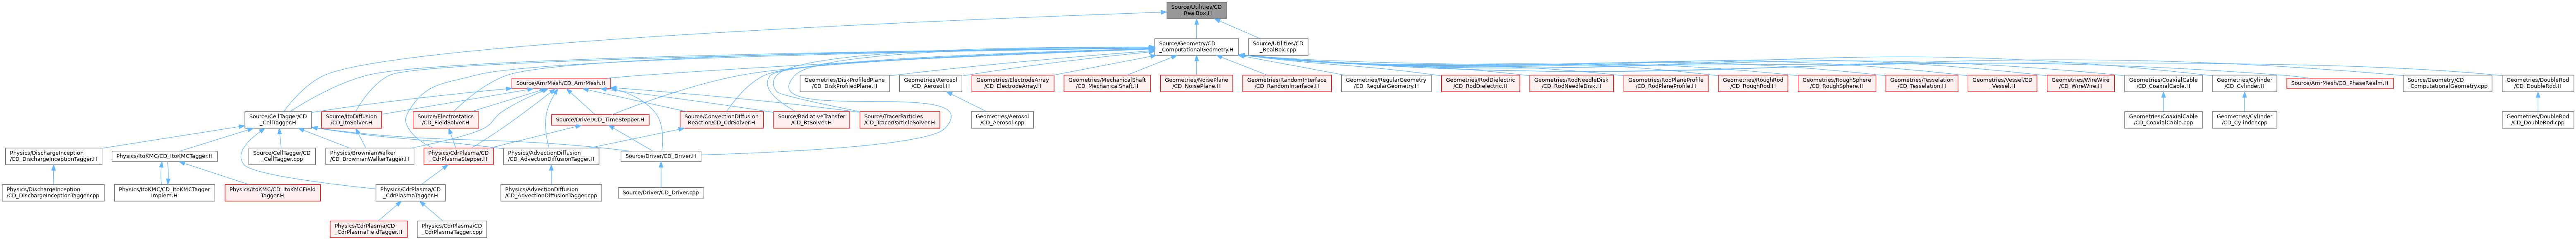 Source/Utilities/CD
_RealBox.H
Source/Geometry/CD
_ComputationalGeometry.H
Source/Utilities/CD
_RealBox.cpp
Source/AmrMesh/CD_AmrMesh.H
Geometries/DiskProfiledPlane
/CD_DiskProfiledPlane.H
Geometries/Aerosol
/CD_Aerosol.H
Geometries/ElectrodeArray
/CD_ElectrodeArray.H
Geometries/MechanicalShaft
/CD_MechanicalShaft.H
Geometries/NoisePlane
/CD_NoisePlane.H
Geometries/RandomInterface
/CD_RandomInterface.H
Geometries/RegularGeometry
/CD_RegularGeometry.H
Geometries/RodDielectric
/CD_RodDielectric.H
Geometries/RodNeedleDisk
/CD_RodNeedleDisk.H
Geometries/RodPlaneProfile
/CD_RodPlaneProfile.H
Geometries/RoughRod
/CD_RoughRod.H
Geometries/RoughSphere
/CD_RoughSphere.H
Geometries/Tesselation
/CD_Tesselation.H
Geometries/Vessel/CD
_Vessel.H
Geometries/WireWire
/CD_WireWire.H
Geometries/CoaxialCable
/CD_CoaxialCable.H
Geometries/Cylinder
/CD_Cylinder.H
Source/AmrMesh/CD_PhaseRealm.H
Source/Geometry/CD
_ComputationalGeometry.cpp
Geometries/DoubleRod
/CD_DoubleRod.H
Source/CellTagger/CD
_CellTagger.H
Source/ItoDiffusion
/CD_ItoSolver.H
Source/Electrostatics
/CD_FieldSolver.H
Source/Driver/CD_TimeStepper.H
Source/ConvectionDiffusion
Reaction/CD_CdrSolver.H
Source/RadiativeTransfer
/CD_RtSolver.H
Source/TracerParticles
/CD_TracerParticleSolver.H
Geometries/Aerosol
/CD_Aerosol.cpp
Geometries/CoaxialCable
/CD_CoaxialCable.cpp
Geometries/Cylinder
/CD_Cylinder.cpp
Geometries/DoubleRod
/CD_DoubleRod.cpp
Physics/DischargeInception
/CD_DischargeInceptionTagger.H
Physics/ItoKMC/CD_ItoKMCTagger.H
Source/CellTagger/CD
_CellTagger.cpp
Physics/BrownianWalker
/CD_BrownianWalkerTagger.H
Physics/CdrPlasma/CD
_CdrPlasmaStepper.H
Physics/AdvectionDiffusion
/CD_AdvectionDiffusionTagger.H
Source/Driver/CD_Driver.H
Physics/DischargeInception
/CD_DischargeInceptionTagger.cpp
Physics/ItoKMC/CD_ItoKMCTagger
Implem.H
Physics/ItoKMC/CD_ItoKMCField
Tagger.H
Physics/CdrPlasma/CD
_CdrPlasmaTagger.H
Physics/AdvectionDiffusion
/CD_AdvectionDiffusionTagger.cpp
Source/Driver/CD_Driver.cpp
Physics/CdrPlasma/CD
_CdrPlasmaFieldTagger.H
Physics/CdrPlasma/CD
_CdrPlasmaTagger.cpp